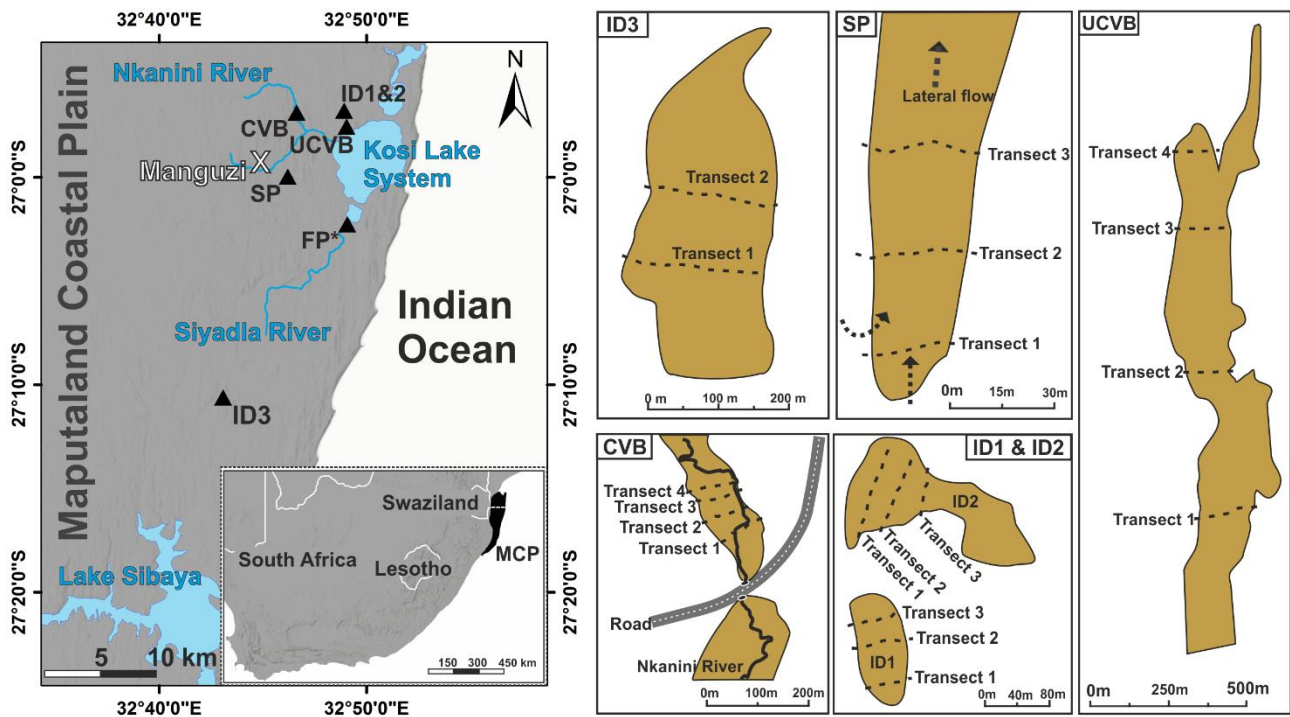 32°40'0"E
32°50'0"E
Maputaland Coastal Plain
Nkanini River
N
ID1&2
CVB
UCVB
Manguzi
X
Kosi Lake
System
SP
FP*
Siyadla River
Indian
Ocean
ID3
Lake Sibaya
5 10 km
27°0'0"S
27°0'0"S
27°10'0"S
27°10'0"S
27°20'0"S
27°20'0"S
32°40'0"E
32°50'0"E
Swaziland
South Africa
Lesotho
MCP
150 300 450 km
ID3
Transect 2
Transect 1
0 m 100 m 200 m
SP
Lateral flow
Transect 3
Transect 2
Transect 1
0m 15m 30m
UCVB
Transect 4
Transect 3
Transect 2
Transect 1
0m 250m 500m
CVB
Transect 4
Transect 3
Transect 2
Transect 1
Road
Nkanini River
0m 100m 200m
ID1 & ID2
ID2
Transect 1
Transect 2
Transect 3
Transect 3
Transect 2
ID1
Transect 1
0m 40m 80m